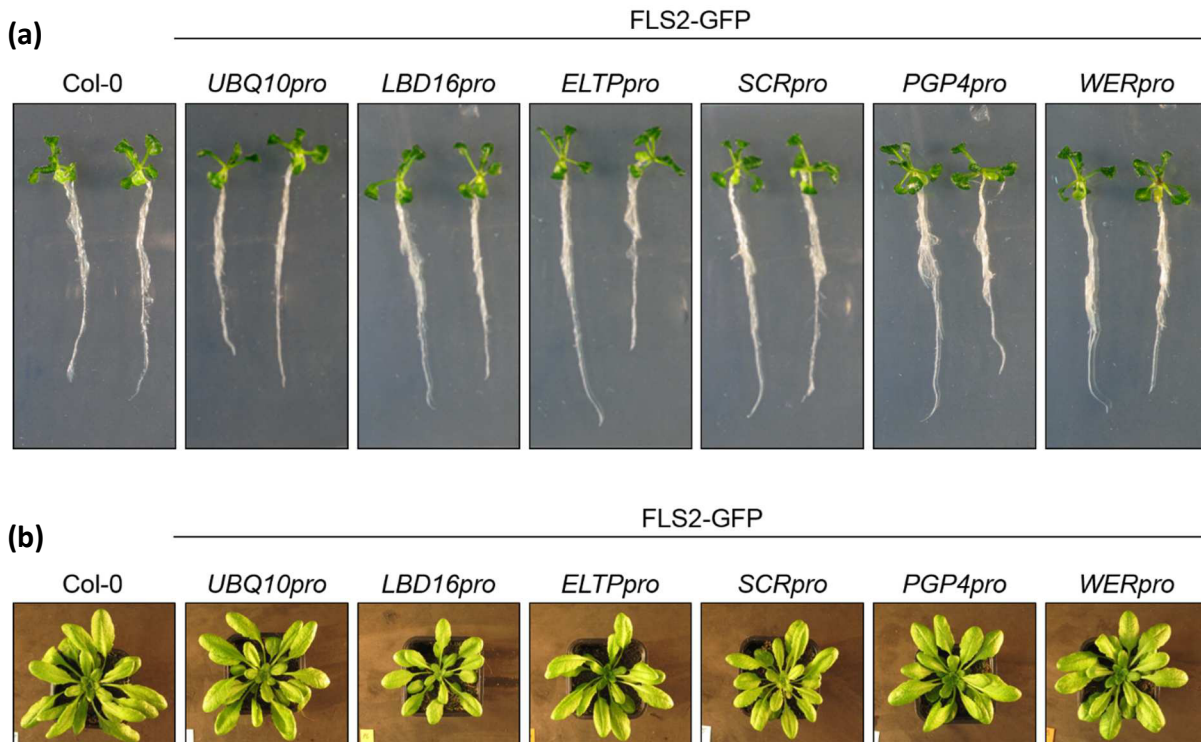 FLS2-GFP
(a)
Col-0 UBQ10pro LBD16pro ELTPpro SCRpro PGP4pro WERpro
FLS2-GFP
(b)
Col-0 UBQ10pro LBD16pro ELTPpro SCRpro PGP4pro WERpro